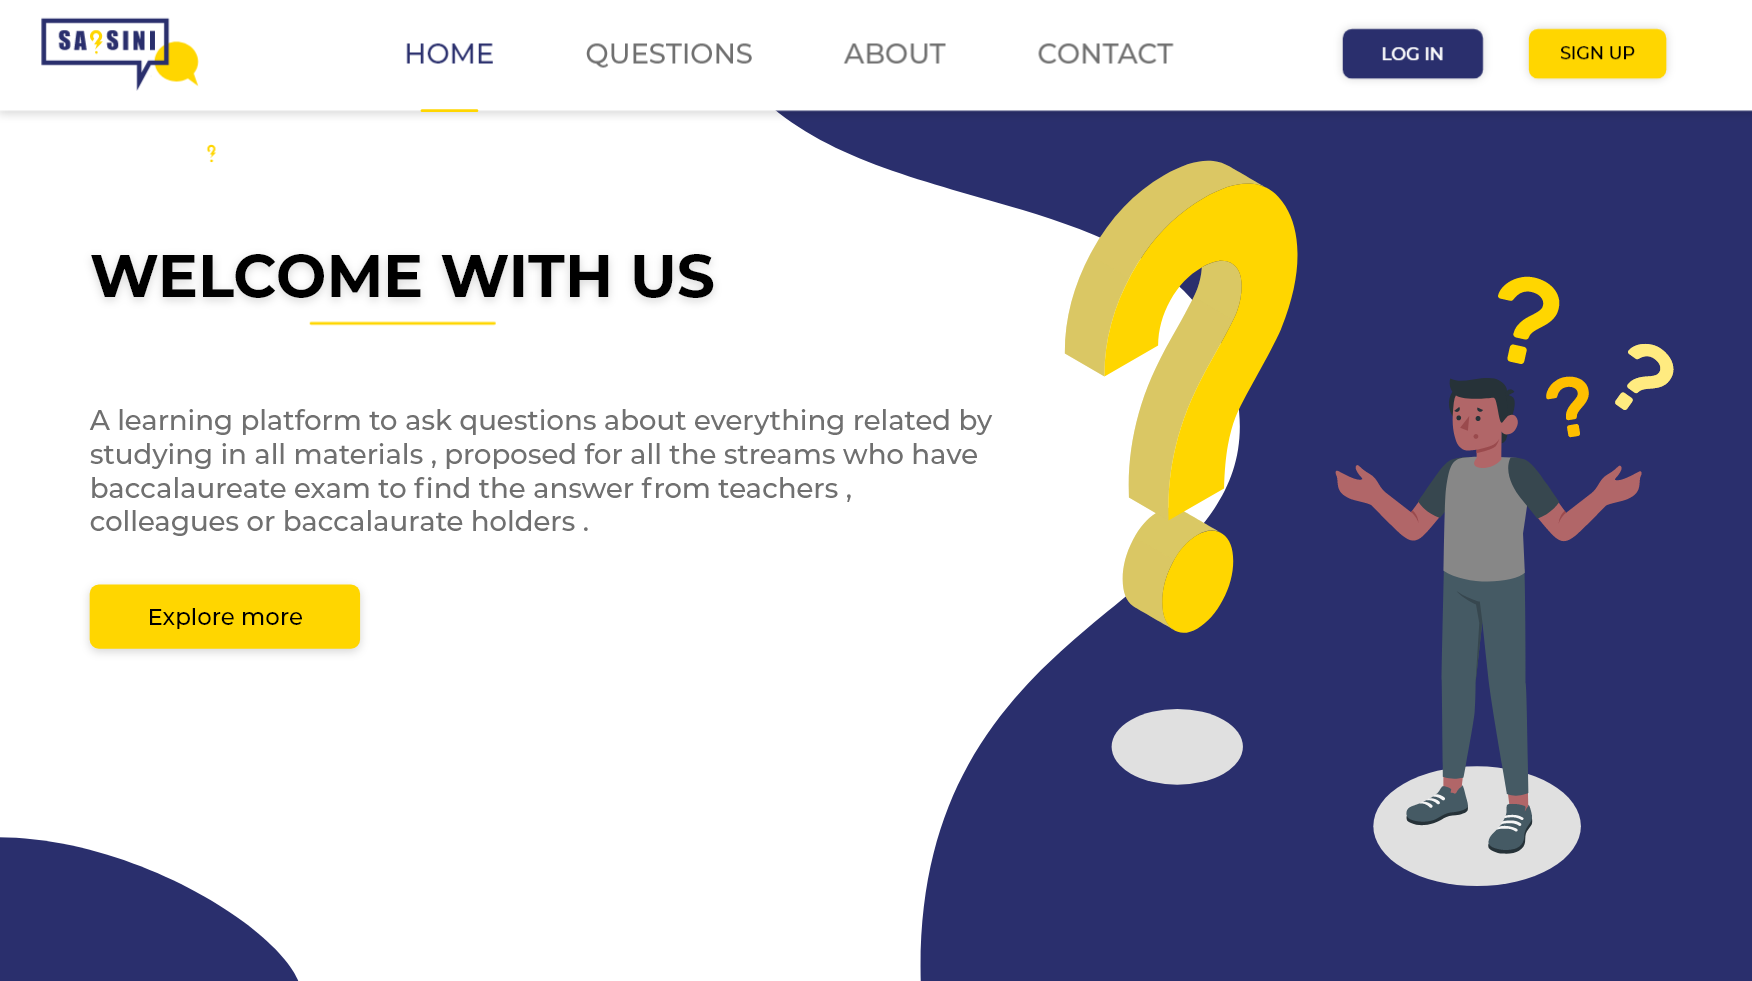 SA?SINI
HOME
QUESTIONS
ABOUT
CONTACT
LOG IN
SIGN UP
?
WELCOME WITH US
A learning platform to ask questions about everything related by
studying in all materials , proposed for all the streams who have
baccalaureate exam to find the answer from teachers ,
colleagues or baccalaurate holders .
Explore more
?
?
?
?